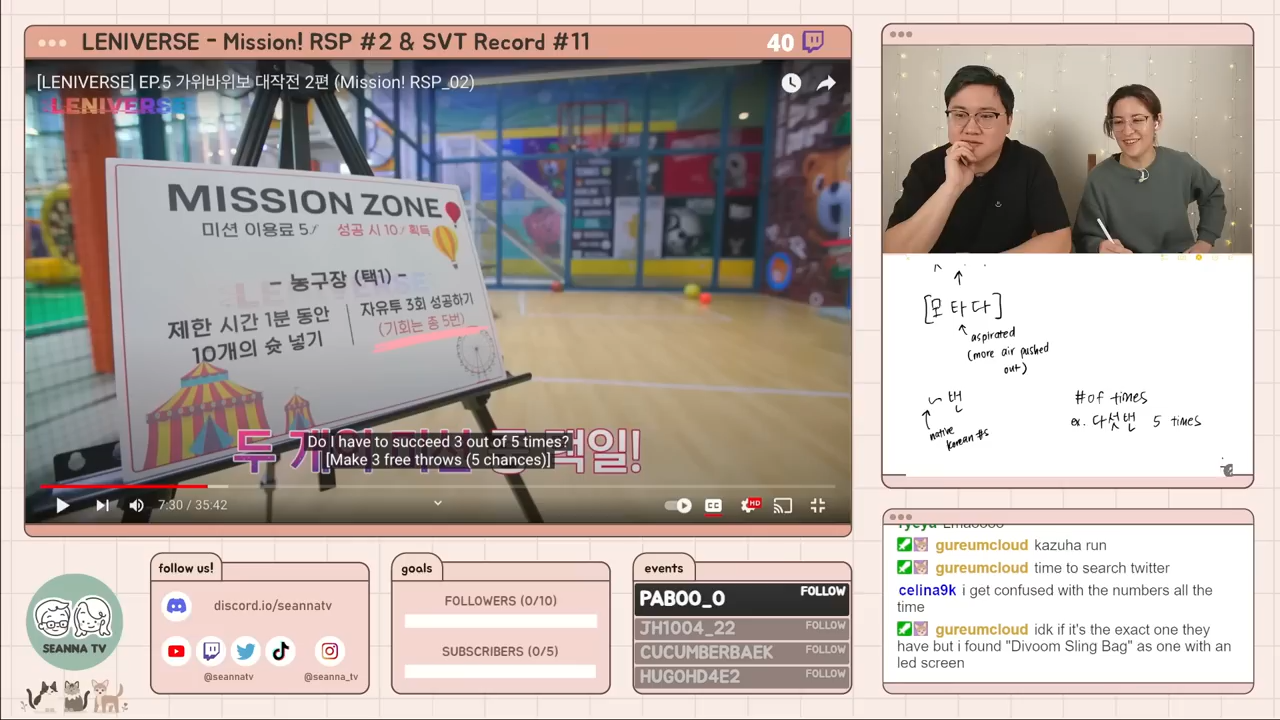 LENIVERSE - Mission! RSP #2 & SVT Record #11
40
[LENIVERSE] EP.5 가위바위보 대작전 2편 (Mission! RSP_02)
LENIVERSE
MISSION ZONE
미션 이용료 5
성공 시 10 획득
- 농구장 (택1) -
제한 시간 1분 동안
10개의 슛 넣기
자유투 3회 성공하기
(기회는 총 5번)
Do I have to succeed 3 out of 5 times?
[Make 3 free throws (5 chances)]
7:30 / 35:42
CC
HD
[모타다]
aspirated
(more air pushed
out)
번
native
korean #s
# of times
ex. 다섯번 5 times
follow us!
discord.io/seannatv
@seannatv
@seanna_tv
SEANNA TV
goals
FOLLOWERS (0/10)
SUBSCRIBERS (0/5)
events
PABOO_0 FOLLOW
JH1004_22 FOLLOW
CUCUMBERBAEK FOLLOW
HUGOHD4E2 FOLLOW
gureumcloud kazuha run
gureumcloud time to search twitter
celina9k i get confused with the numbers all the
time
gureumcloud idk if it's the exact one they
have but i found "Divoom Sling Bag" as one with an
led screen